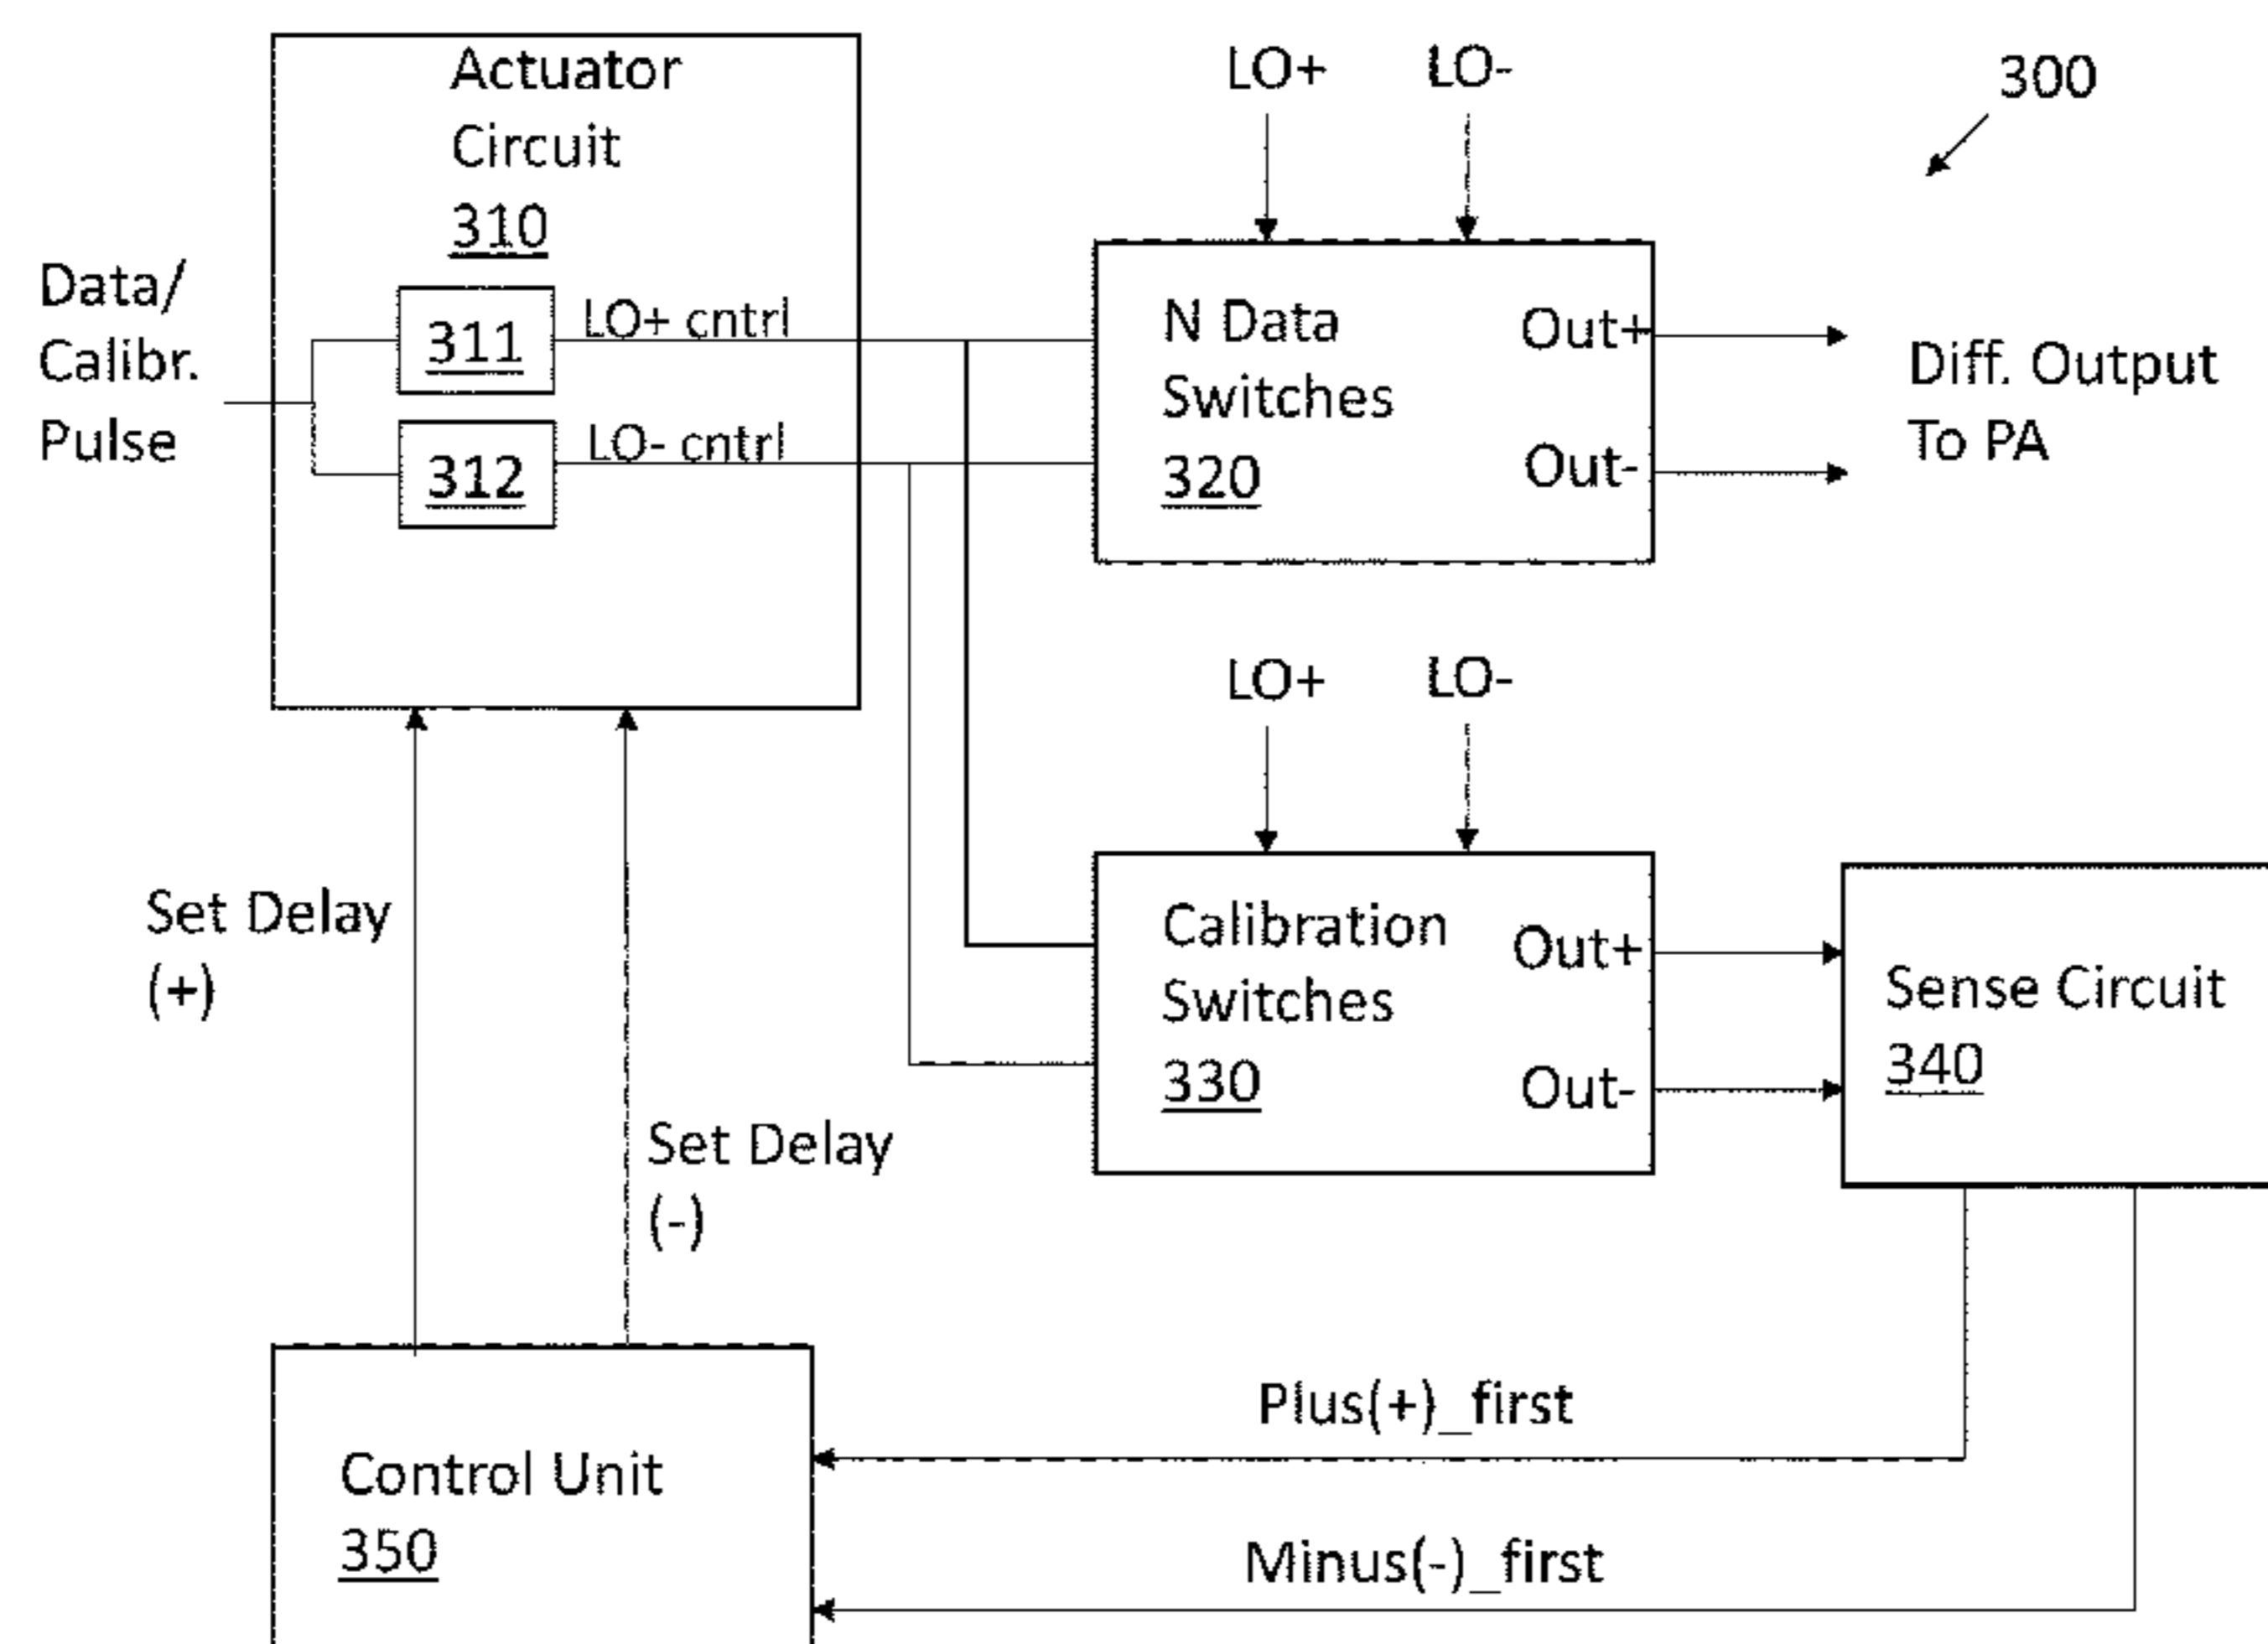 Actuator
Circuit
310
LO+
LO-
300
Data/
Calibr.
Pulse
311
LO+ cntrl
312
LO- cntrl
N Data
Switches
320
Out+
Out-
Diff. Output
To PA
LO+
LO-
Set Delay
(+)
Calibration
Switches
330
Out+
Out-
Sense Circuit
340
Set Delay
(-)
Plus(+)_first
Control Unit
350
Minus(-)_first